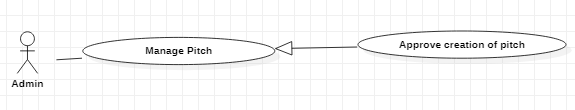 Manage Pitch
Approve creation of pitch
Admin